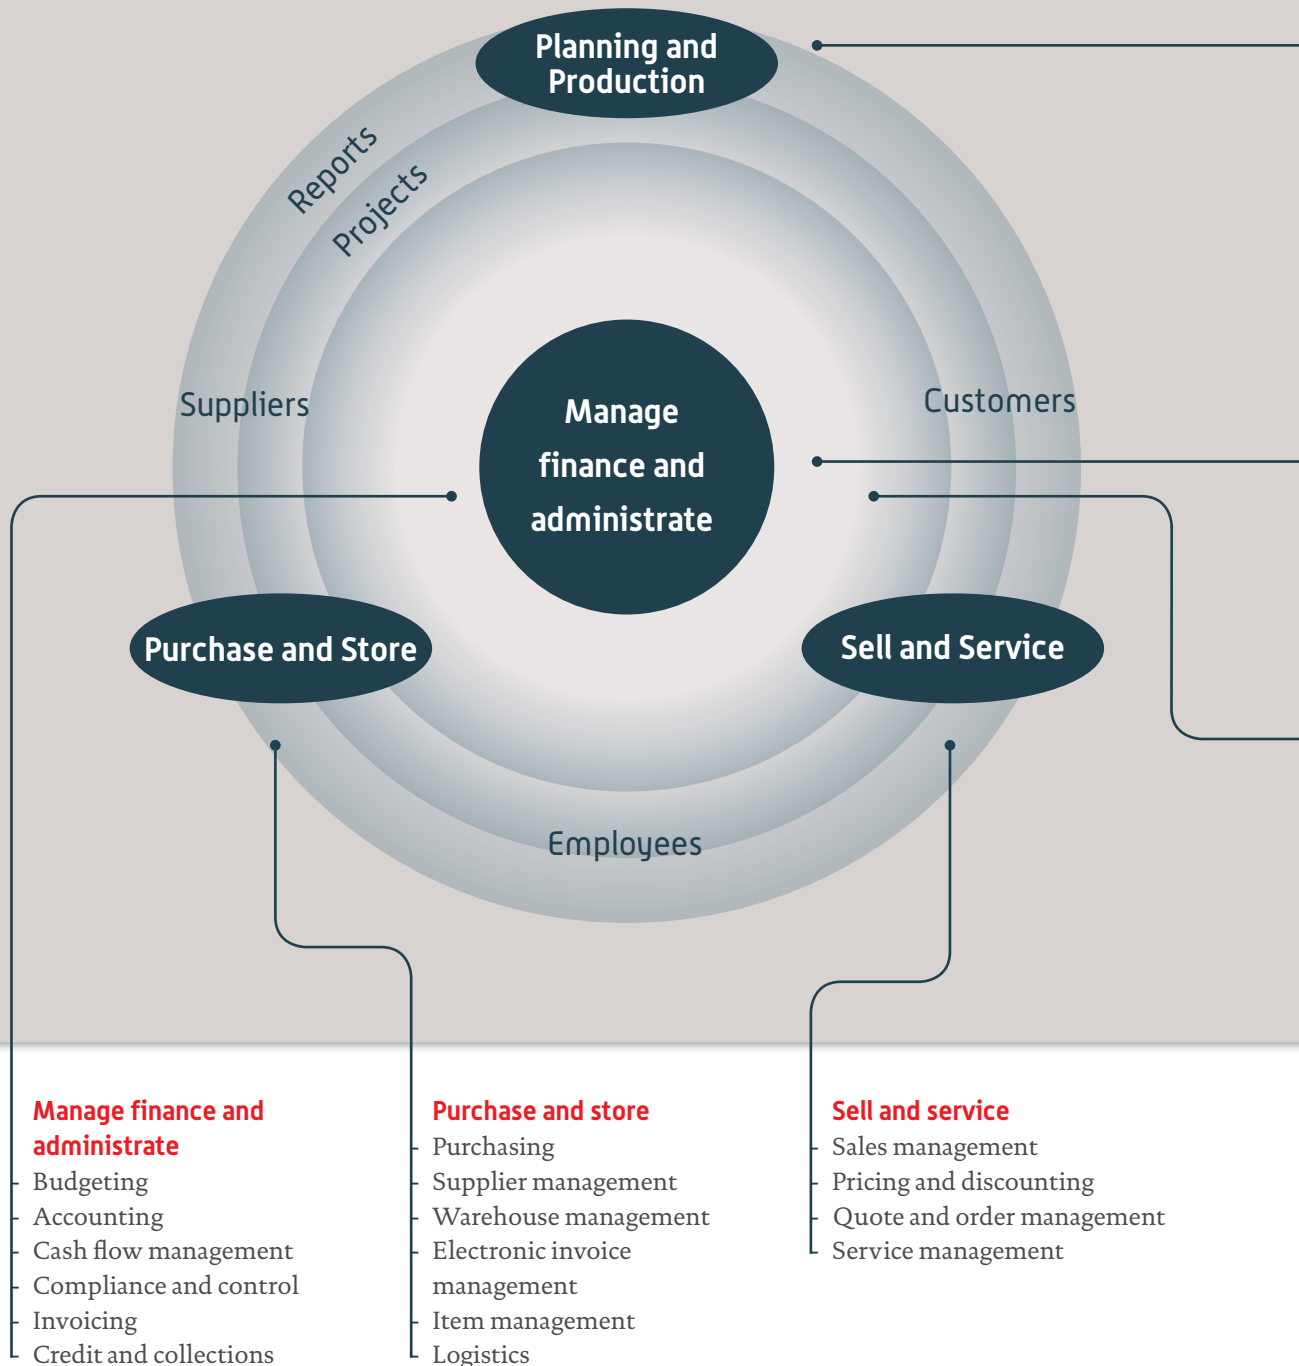 Planning and
Production
Reports
Projects
Suppliers
Customers
Manage
finance and
administrate
Purchase and Store
Sell and Service
Employees
Manage finance and
administrate
Budgeting
Accounting
Cash flow management
Compliance and control
Invoicing
Credit and collections
Purchase and store
Purchasing
Supplier management
Warehouse management
Electronic invoice
management
Item management
Logistics
Sell and service
Sales management
Pricing and discounting
Quote and order management
Service management